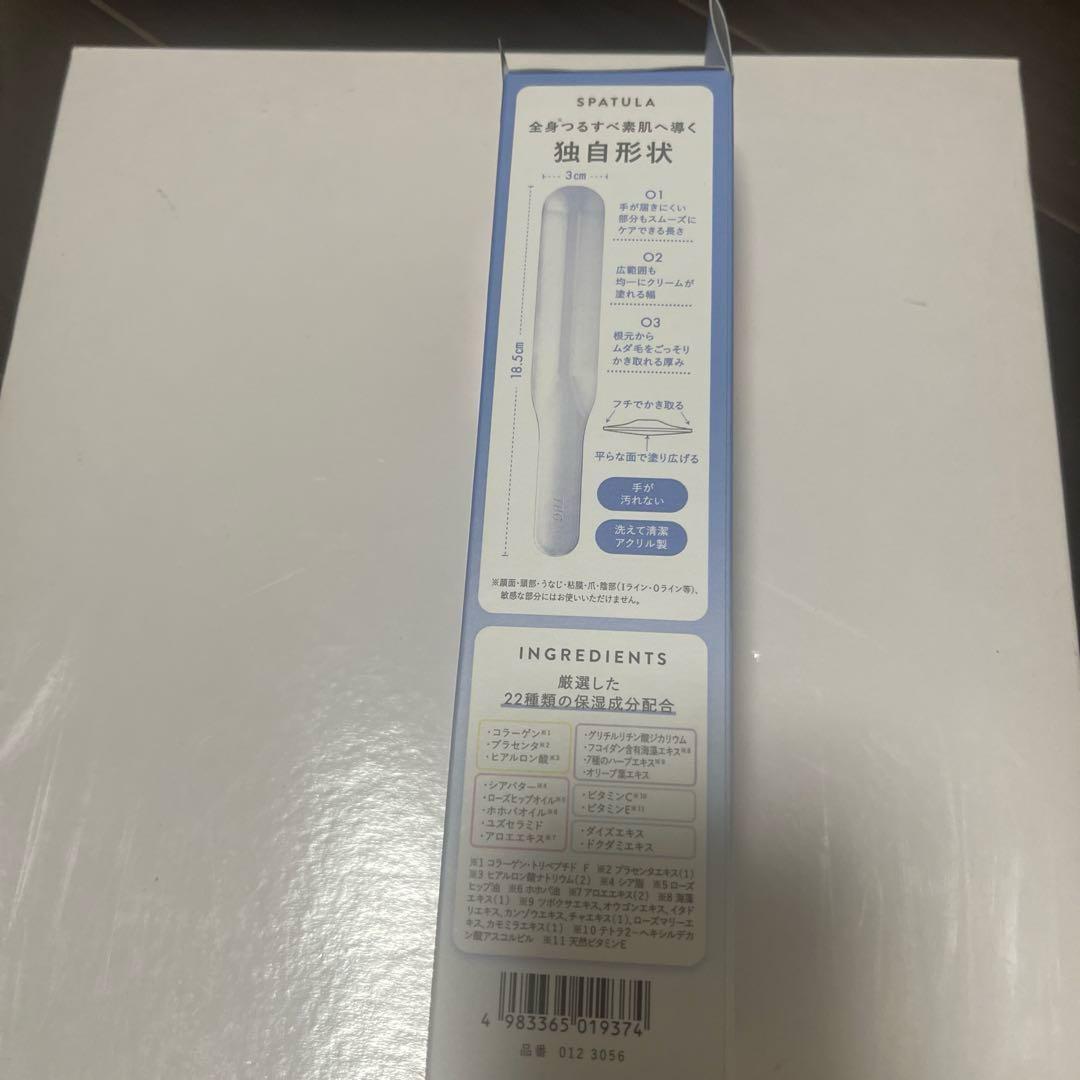 SPATULA
全身※つるすべ素肌へ導く
独自形状
3cm
18.5cm
01
手が届きにくい
部分もスムーズに
ケアできる長さ
02
広範囲も
均一にクリームが
塗れる幅
03
根元から
ムダ毛をごっそり
かき取れる厚み
フチでかき取る
平らな面で塗り広げる
手が
汚れない
洗えて清潔
アクリル製
※顔面・頭部・うなじ・粘膜・爪・陰部(Iライン・Oライン等)、
敏感な部分にはお使いいただけません。
INGREDIENTS
厳選した
22種類の保湿成分配合
・コラーゲン※1
・プラセンタ※2
・ヒアルロン酸※3
・シアバター※4
・ローズヒップオイル※5
・ホホバオイル※6
・ユズセラミド
・アロエエキス※7
・グリチルリチン酸ジカリウム
・フコイダン含有海藻エキス※8
・7種のハーブエキス※9
・オリーブ葉エキス
・ビタミンC※10
・ビタミンE※11
・ダイズエキス
・ドクダミエキス
※1 コラーゲン・トリペプチド F ※2 プラセンタエキス(1)
※3 ヒアルロン酸ナトリウム(2) ※4 シア脂 ※5 ローズ
ヒップ油 ※6 ホホバ油 ※7 アロエエキス(2) ※8 海藻
エキス(1) ※9 ツボクサエキス,オウゴンエキス,イタド
リエキス,カンゾウエキス,チャエキス(1),ローズマリーエ
キス,カモミラエキス(1) ※10 テトラ2-ヘキシルデカ
ン酸アスコルビル ※11 天然ビタミンE
4 983365 019374
品番 012 3056